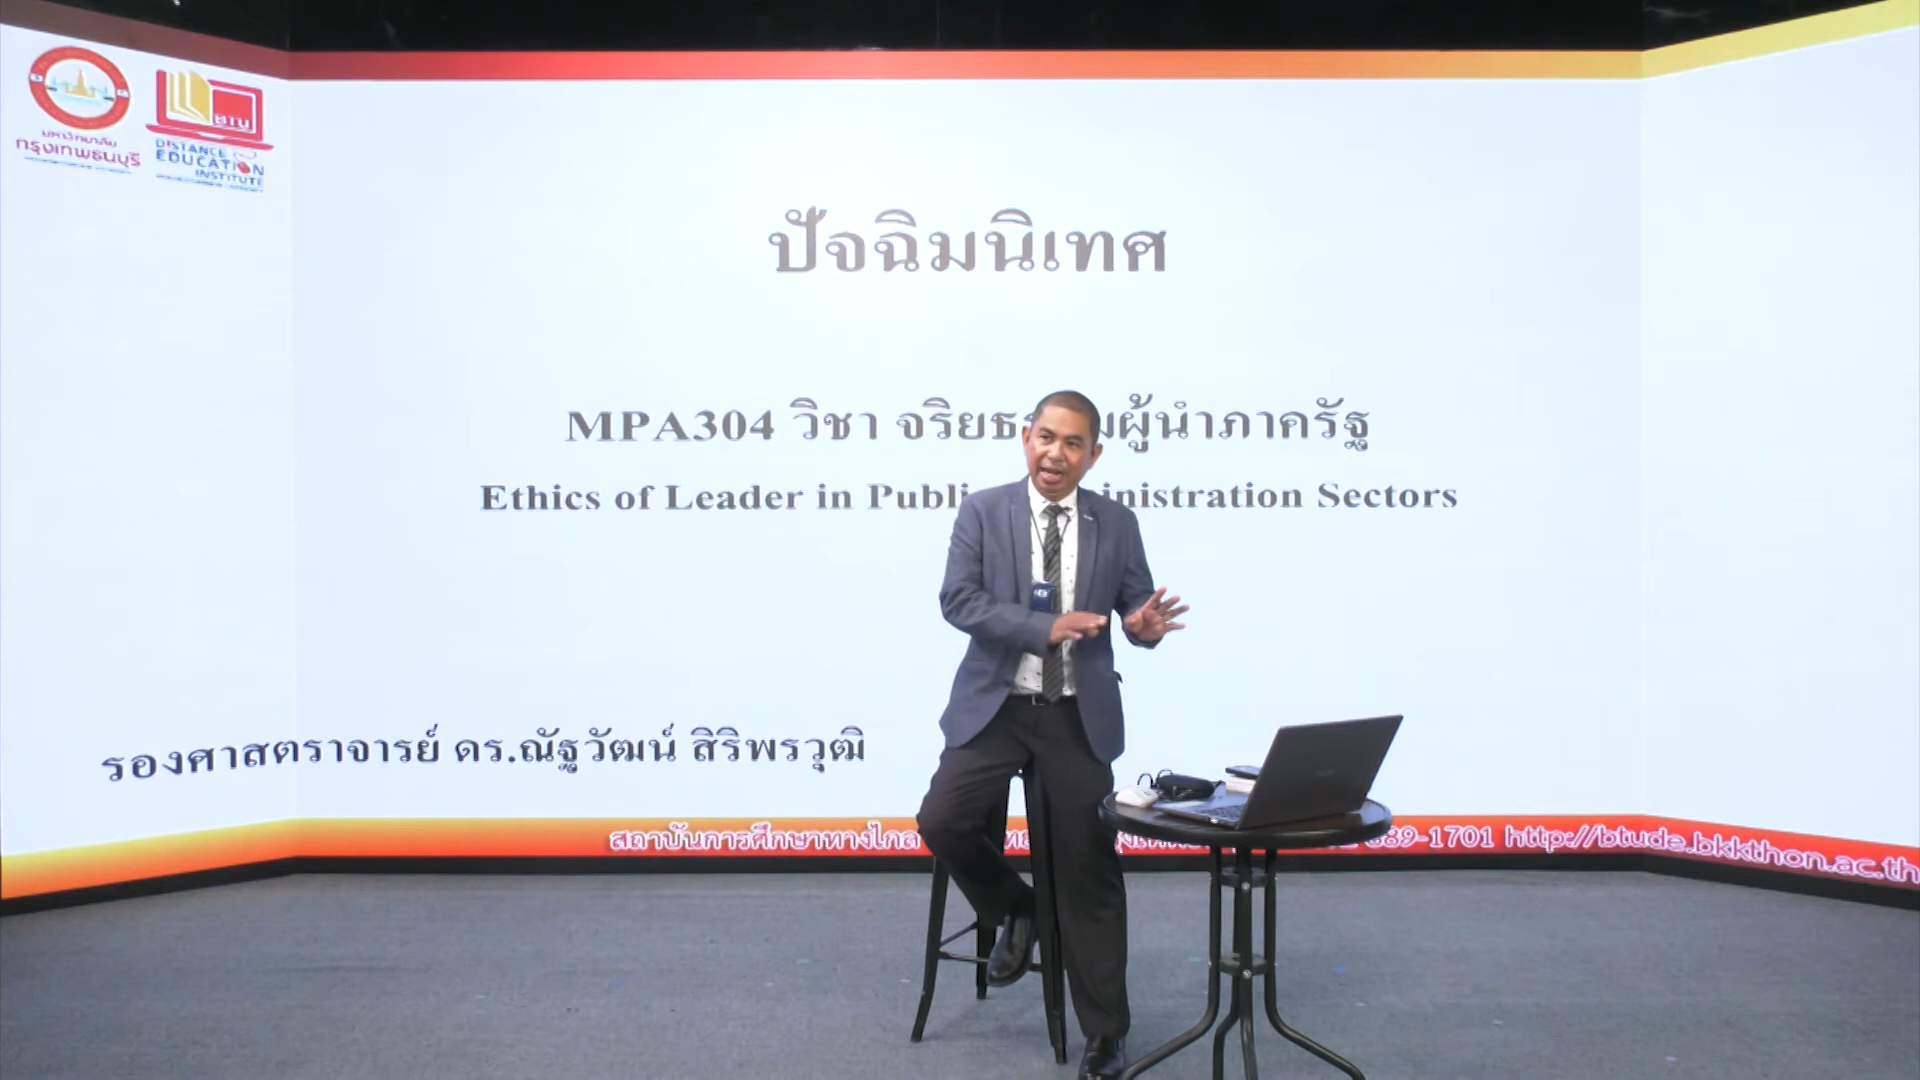 มหาวิทยาลัย
กรุงเทพธนบุรี
BTU
DISTANCE
EDUCATION
INSTITUTE
ปัจฉิมนิเทศ
MPA304 วิชา จริยธ มผู้นำภาครัฐ
Ethics of Leader in Publi inistration Sectors
รองศาสตราจารย์ ดร.ณัฐวัฒน์ สิริพรวุฒิ
สถาบันการศึกษาทางไกล 889-1701 http://btude.bkkthon.ac.th